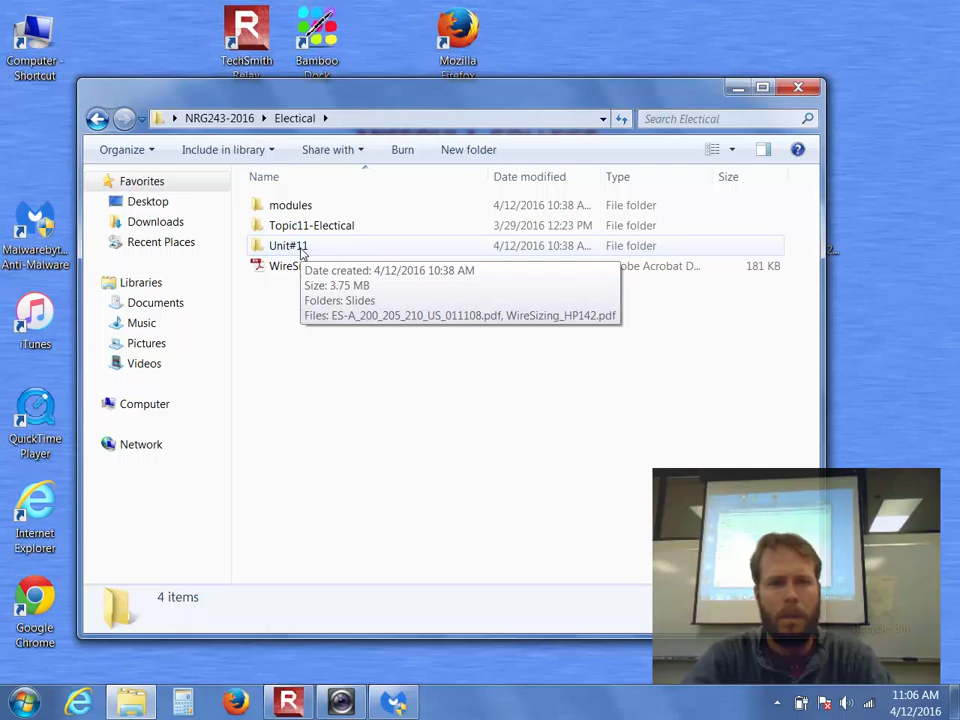 Computer -
Shortcut
TechSmith
Relay
Bamboo
Dock
Mozilla
Firefox
NRG243-2016
Electical
Search Electical
Organize
Include in library
Share with
Burn
New folder
Favorites
Name
Date modified
Type
Size
Desktop
modules
4/12/2016 10:38 A...
File folder
Downloads
Topic11-Electical
3/29/2016 12:23 PM
File folder
Recent Places
Unit#11
4/12/2016 10:38 A...
File folder
WireSi
obe Acrobat D...
181 KB
Date created: 4/12/2016 10:38 AM
Size: 3.75 MB
Folders: Slides
Files: ES-A_200_205_210_US_011108.pdf, WireSizing_HP142.pdf
Libraries
Documents
Music
Pictures
Videos
Computer
Network
4 items
Malwarebyt...
Anti-Malware
iTunes
QuickTime
Player
Internet
Explorer
Google
Chrome
11:06 AM
4/12/2016